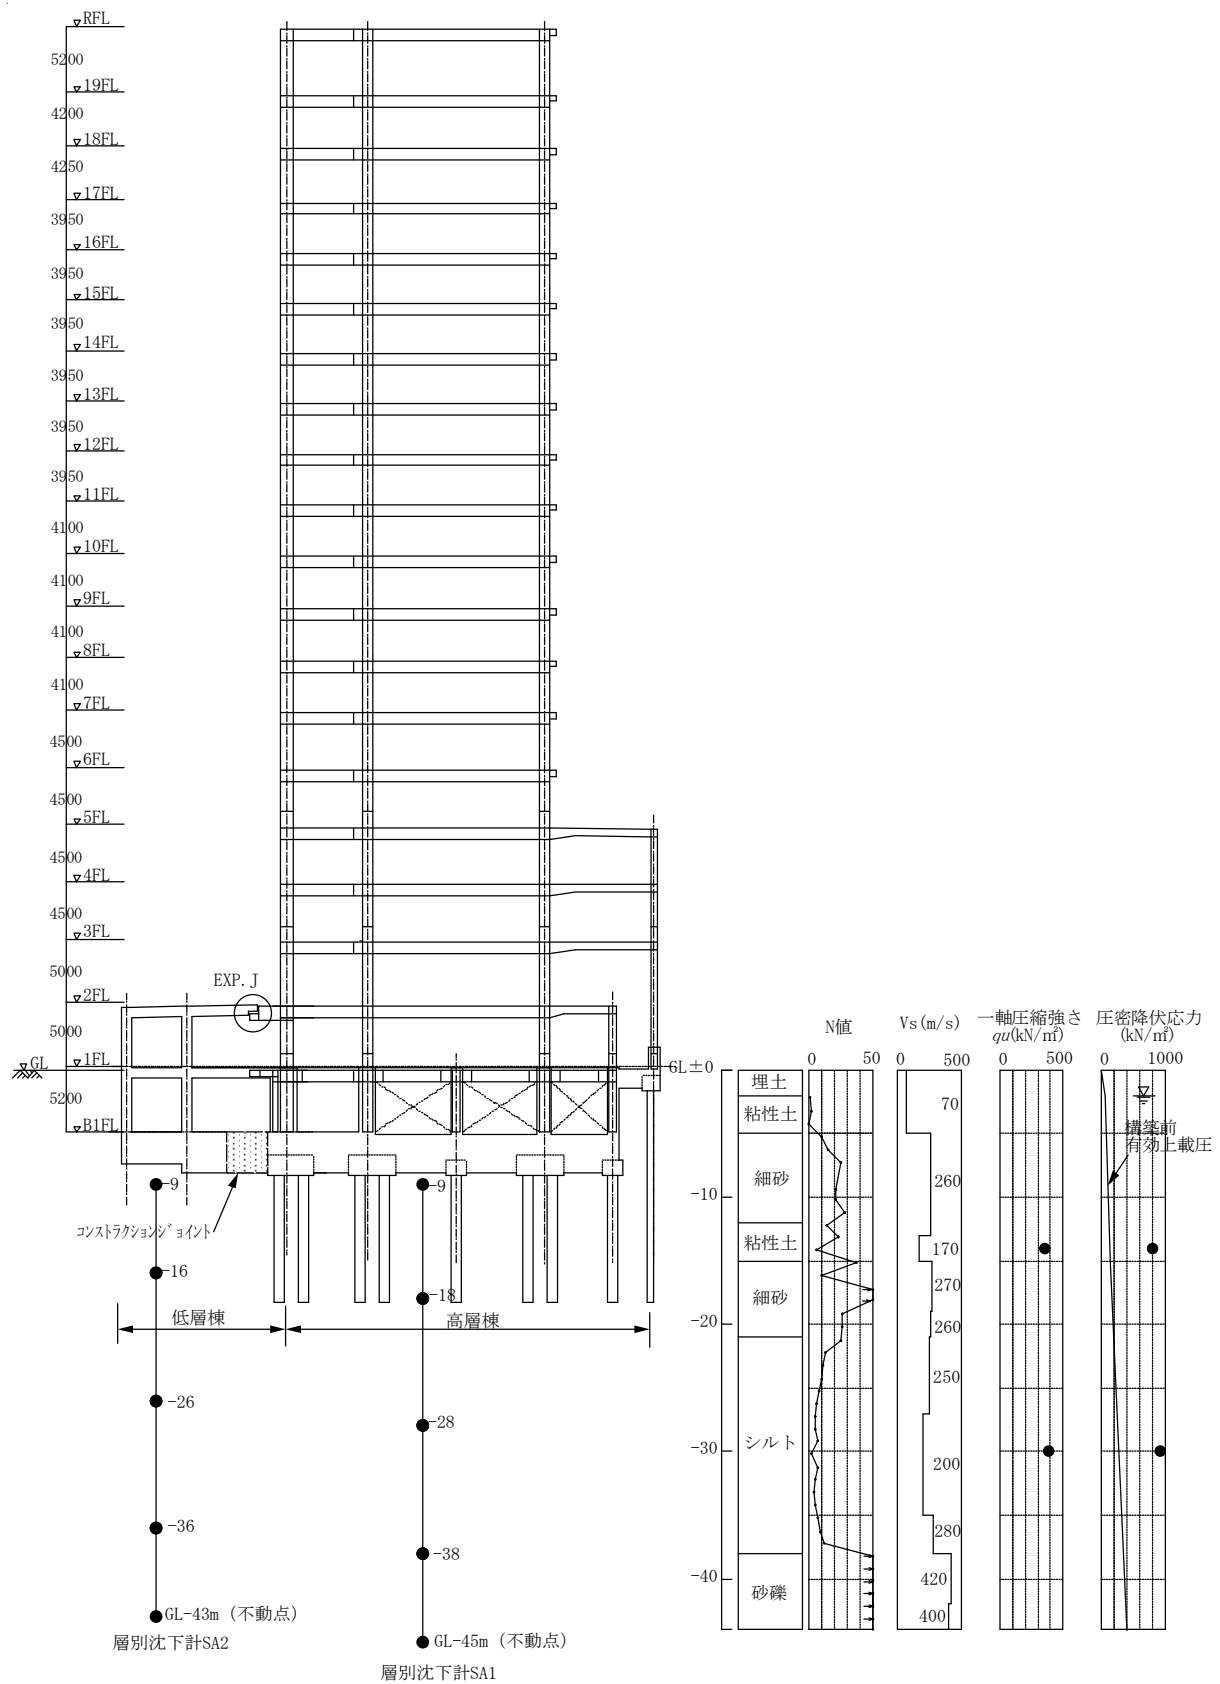 RFL
5200
19FL
4200
18FL
4250
17FL
3950
16FL
3950
15FL
3950
14FL
3950
13FL
3950
12FL
3950
11FL
4100
10FL
4100
9FL
4100
8FL
4100
7FL
4500
6FL
4500
5FL
4500
4FL
4500
3FL
5000
2FL
5000
1FL
GL
5200
B1FL
EXP.J
コンストラクションジョイント
低層棟
高層棟
-9
-16
-26
-36
GL-43m (不動点)
層別沈下計SA2
-9
-18
-28
-38
GL-45m (不動点)
層別沈下計SA1
GL±0
-10
-20
-30
-40
埋土
粘性土
細砂
粘性土
細砂
シルト
砂礫
N値
0 50
Vs(m/s)
0 500
70
260
170
270
260
250
200
280
420
400
一軸圧縮強さ
qu(kN/㎡)
0 500
圧密降伏応力
(kN/㎡)
0 1000
構築前
有効上載圧